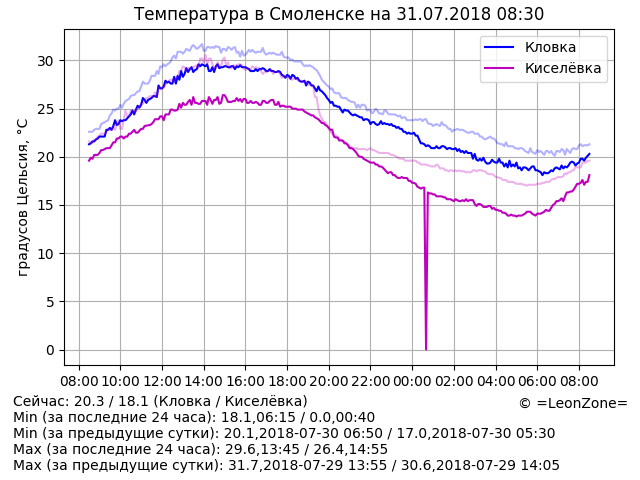 Температура в Смоленске на 31.07.2018 08:30
Кловка
Киселёвка
градусов Цельсия, °C
30
25
20
15
10
5
0
08:00 10:00 12:00 14:00 16:00 18:00 20:00 22:00 00:00 02:00 04:00 06:00 08:00
Сейчас: 20.3 / 18.1 (Кловка / Киселёвка)
© =LeonZone=
Min (за последние 24 часа): 18.1,06:15 / 0.0,00:40
Min (за предыдущие сутки): 20.1,2018-07-30 06:50 / 17.0,2018-07-30 05:30
Max (за последние 24 часа): 29.6,13:45 / 26.4,14:55
Max (за предыдущие сутки): 31.7,2018-07-29 13:55 / 30.6,2018-07-29 14:05